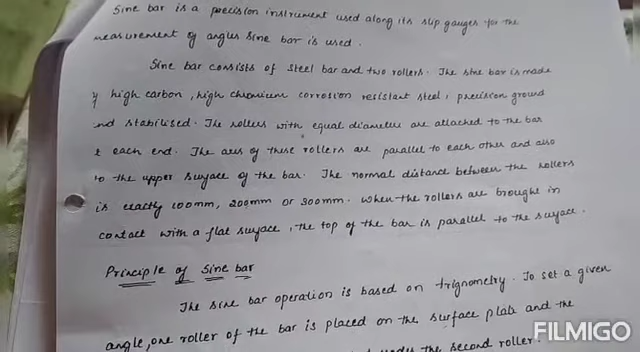 Sine bar is a precision instrument used along its slip gauges for the
measurement of angles sine bar is used.
Sine bar consists of steel bar and two rollers. The sine bar is made
of high carbon, high chromium corrosion resistant steel, precision ground
nd stabilised. The rollers with equal diameter are attached to the bar
t each end. The axes of these rollers are parallel to each other and also
to the upper surface of the bar. The normal distance between the rollers
is exactly 100mm, 200mm or 300mm. When the rollers are brought in
contact with a flat surface, the top of the bar is parallel to the surface.
Principle of Sine bar
The sine bar operation is based on trignometry. To set a given
angle, one roller of the bar is placed on the surface plate and the
under the second roller.
FILMIGO